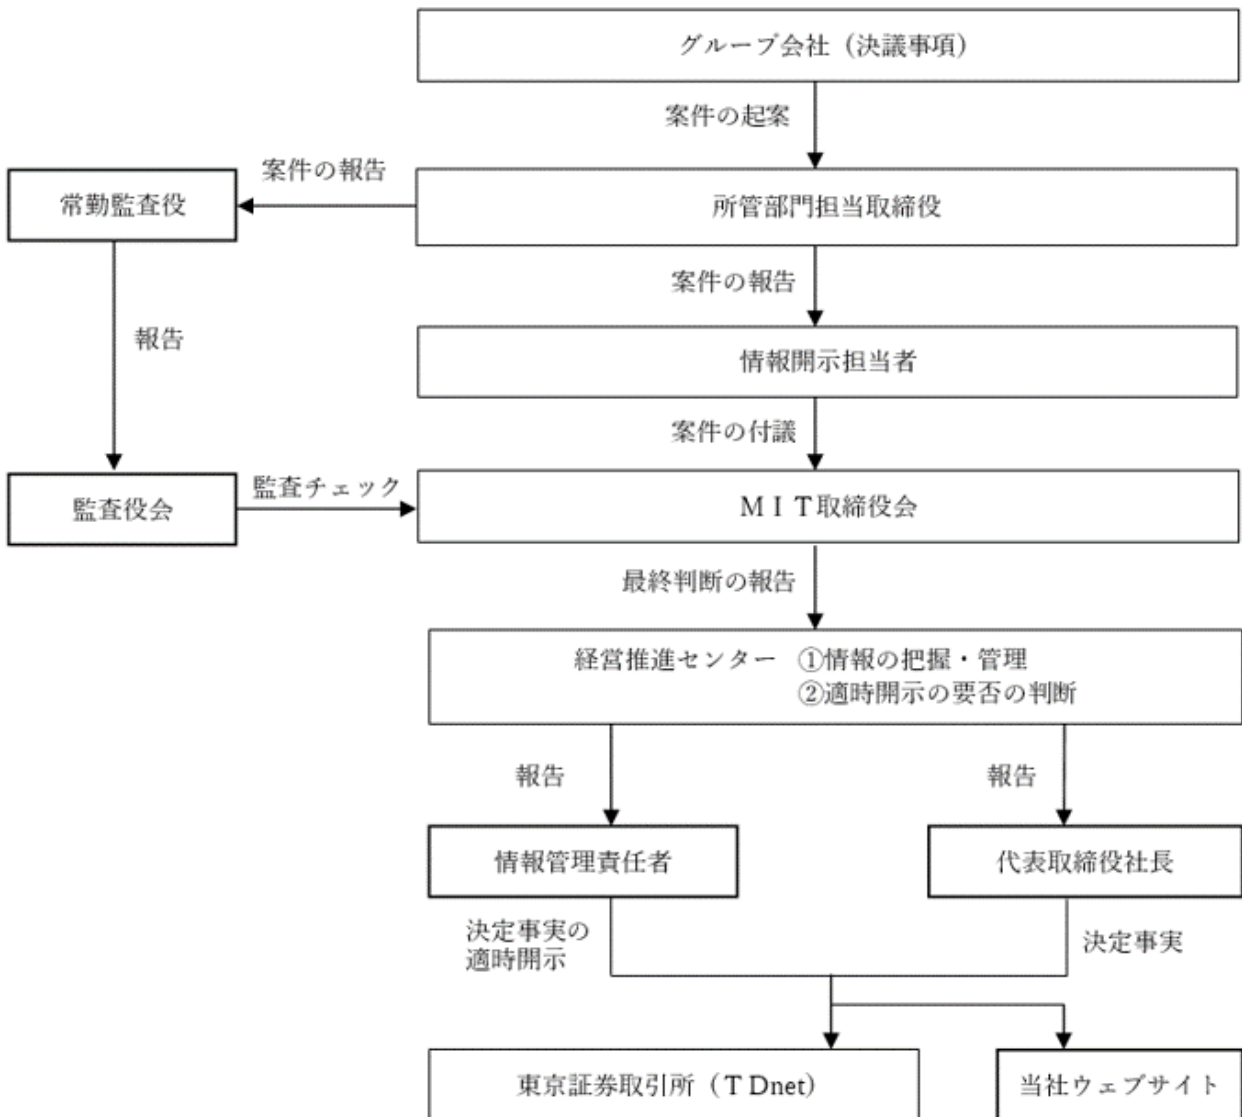 グループ会社（決議事項）
案件の起案
案件の報告
常勤監査役
所管部門担当取締役
案件の報告
報告
情報開示担当者
案件の付議
監査チェック
監査役会
ＭＩＴ取締役会
最終判断の報告
経営推進センター　①情報の把握・管理
②適時開示の要否の判断
報告
報告
情報管理責任者
代表取締役社長
決定事実の
適時開示
決定事実
東京証券取引所（ＴDnet）
当社ウェブサイト